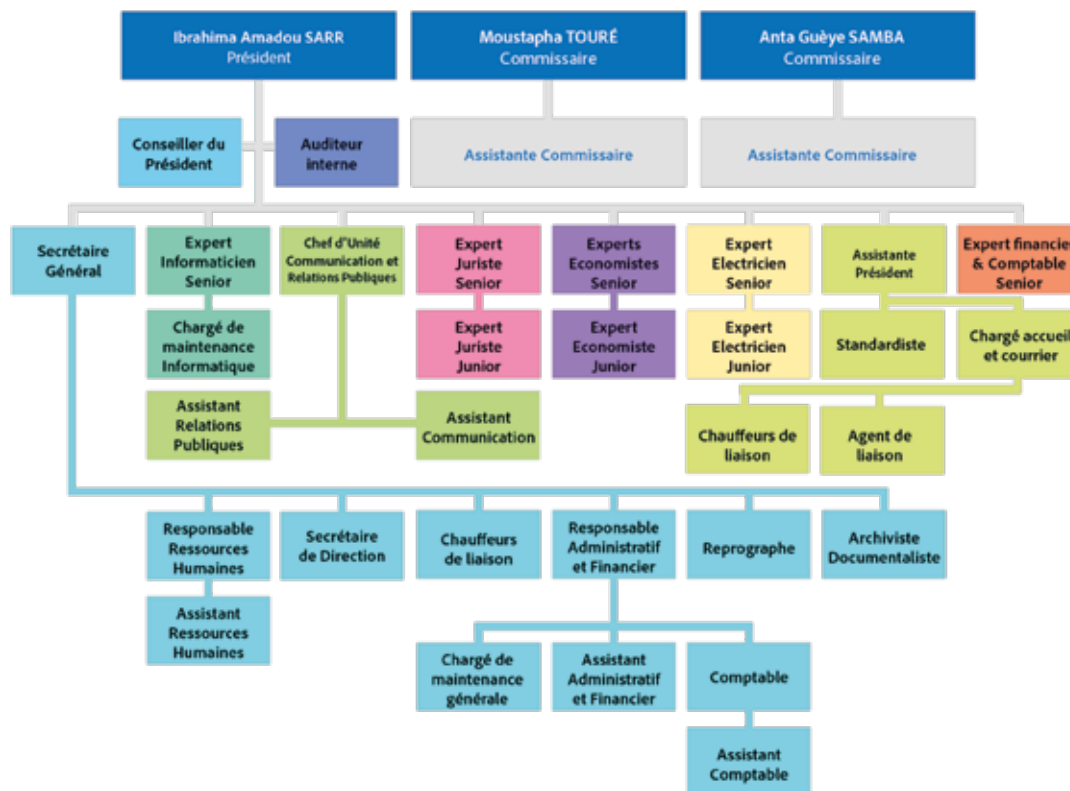 Ibrahima Amadou SARR
Président
Moustapha TOURÉ
Commissaire
Anta Guèye SAMBA
Commissaire
Conseiller du
Président
Auditeur
interne
Assistante Commissaire
Assistante Commissaire
Secrétaire
Général
Expert
Informaticien
Senior
Chef d'Unité
Communication et
Relations Publiques
Expert
Juriste
Senior
Experts
Economistes
Senior
Expert
Electricien
Senior
Assistante
Président
Expert financier
& Comptable
Senior
Chargé de
maintenance
Informatique
Expert
Juriste
Junior
Expert
Economiste
Junior
Expert
Electricien
Junior
Standardiste
Chargé accueil
et courrier
Assistant
Relations
Publiques
Assistant
Communication
Chauffeurs de
liaison
Agent de
liaison
Responsable
Ressources
Humaines
Secrétaire
de Direction
Chauffeurs
de liaison
Responsable
Administratif
et Financier
Reprographe
Archiviste
Documentaliste
Assistant
Ressources
Humaines
Chargé de
maintenance
générale
Assistant
Administratif
et Financier
Comptable
Assistant
Comptable